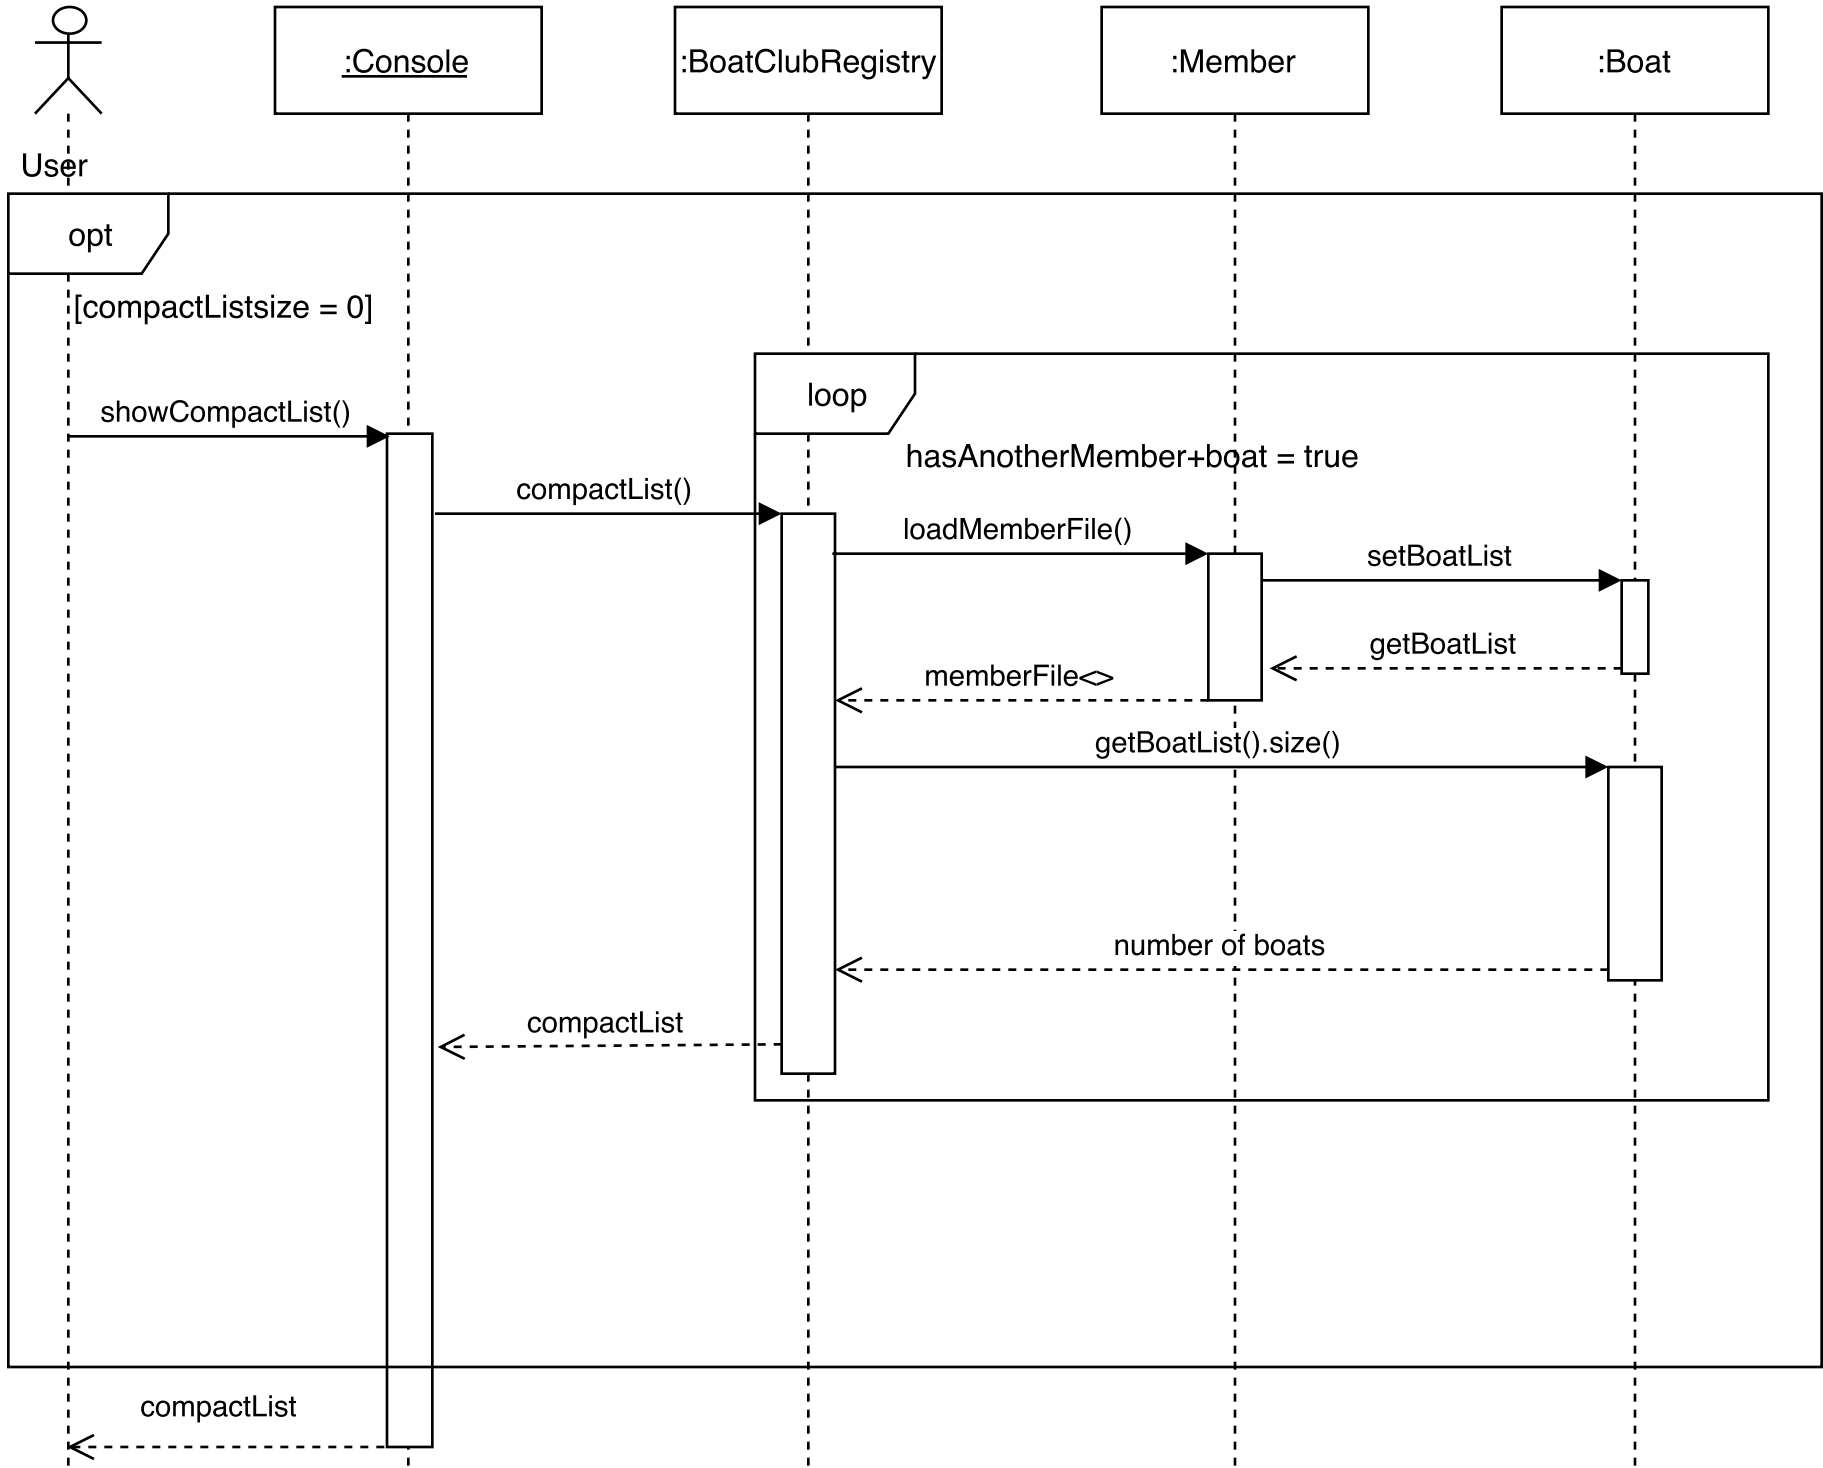 :Console
:BoatClubRegistry
:Member
:Boat
User
opt
[compactListsize = 0]
loop
showCompactList()
hasAnotherMember+boat = true
compactList()
loadMemberFile()
setBoatList
getBoatList
memberFile<>
getBoatList().size()
number of boats
compactList
compactList